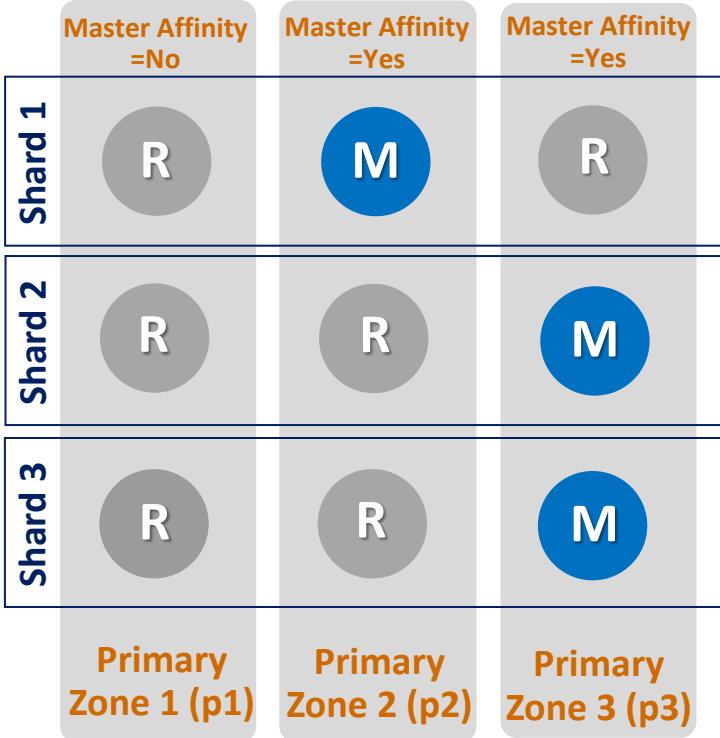 Master Affinity
=No
Master Affinity
=Yes
Master Affinity
=Yes
Shard 1
R
M
R
Shard 2
R
R
M
Shard 3
R
R
M
Primary
Zone 1 (p1)
Primary
Zone 2 (p2)
Primary
Zone 3 (p3)